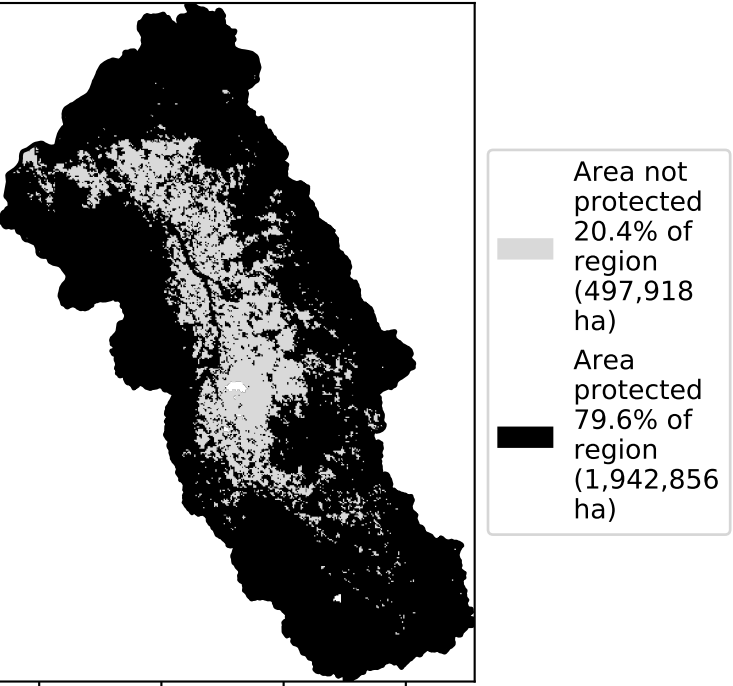 Area not
protected
20.4% of
region
(497,918
ha)
Area
protected
79.6% of
region
(1,942,856
ha)